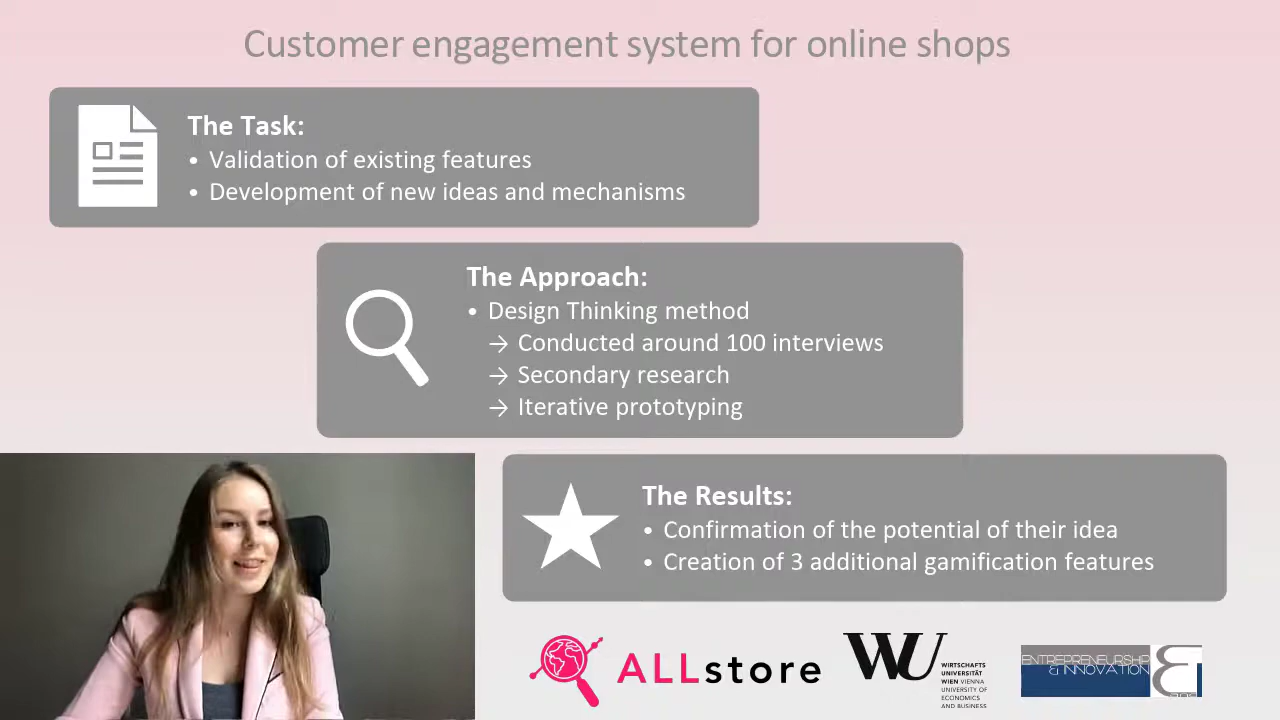 Customer engagement system for online shops
The Task:
• Validation of existing features
• Development of new ideas and mechanisms
The Approach:
• Design Thinking method
→ Conducted around 100 interviews
→ Secondary research
→ Iterative prototyping
The Results:
• Confirmation of the potential of their idea
• Creation of 3 additional gamification features
ALLstore
WU
WIRTSCHAFTS
UNIVERSITÄT
WIEN VIENNA
UNIVERSITY OF
ECONOMICS
AND BUSINESS
ENTREPRENEURSHIP
& INNOVATION